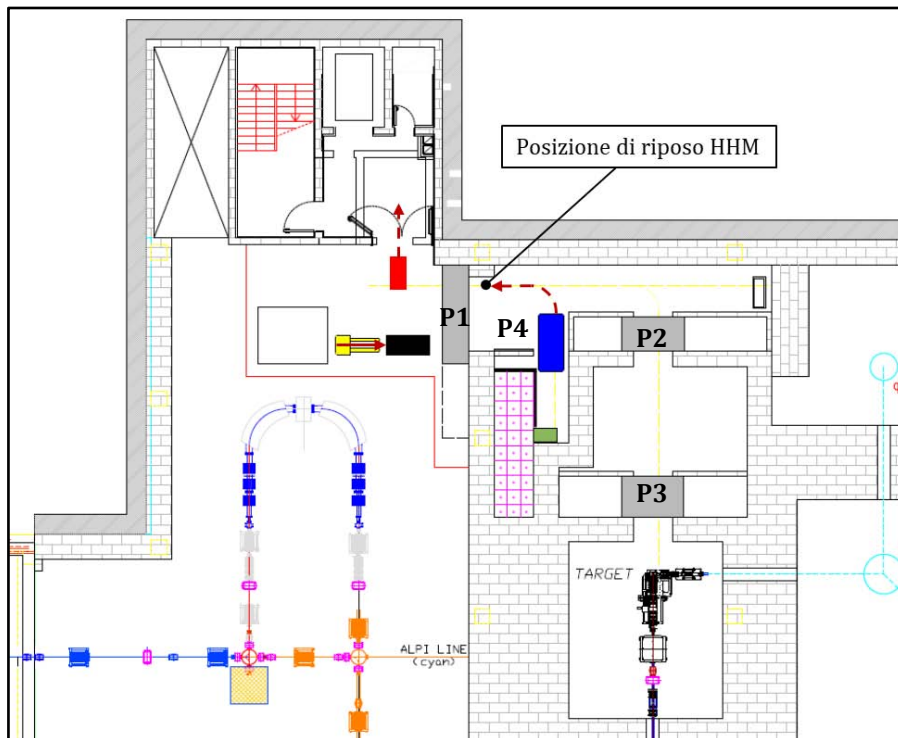 Posizione di riposo HHM
P1
P4
P2
P3
TARGET
ALPI LINE
(cyan)